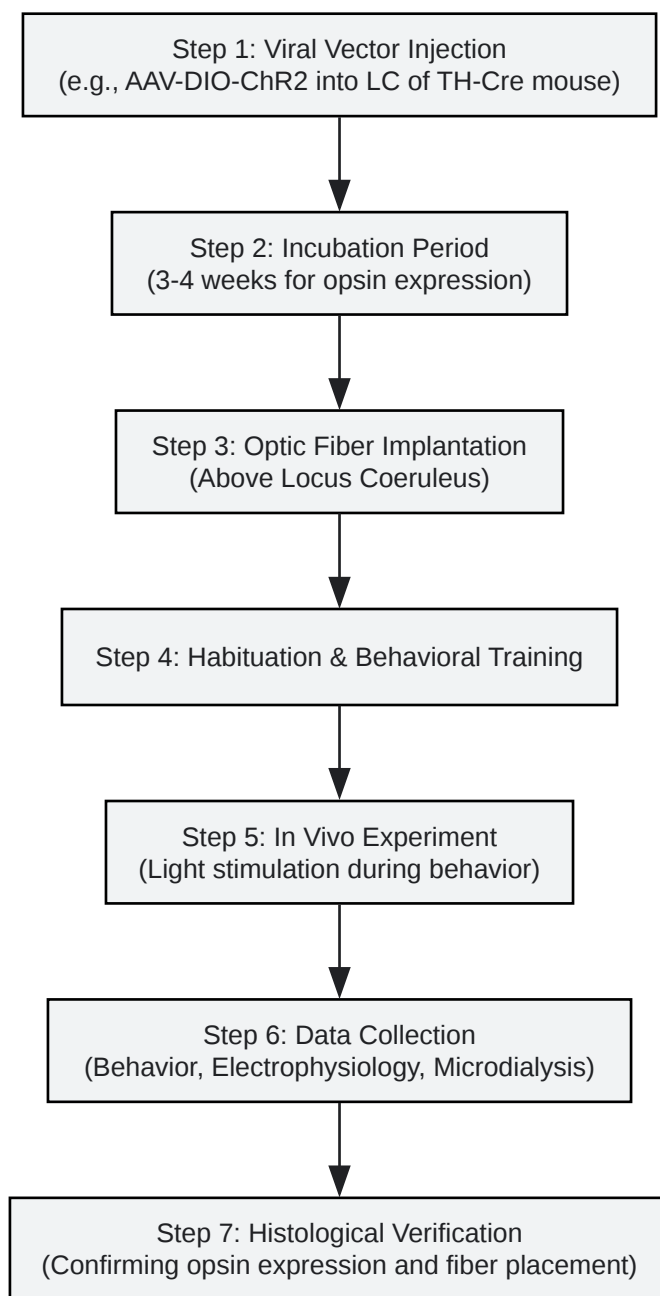 Step 1: Viral Vector Injection
(e.g., AAV-DIO-ChR2 into LC of TH-Cre mouse)
Step 2: Incubation Period
(3-4 weeks for opsin expression)
Step 3: Optic Fiber Implantation
(Above Locus Coeruleus)
Step 4: Habituation & Behavioral Training
Step 5: In Vivo Experiment
(Light stimulation during behavior)
Step 6: Data Collection
(Behavior, Electrophysiology, Microdialysis)
Step 7: Histological Verification
(Confirming opsin expression and fiber placement)